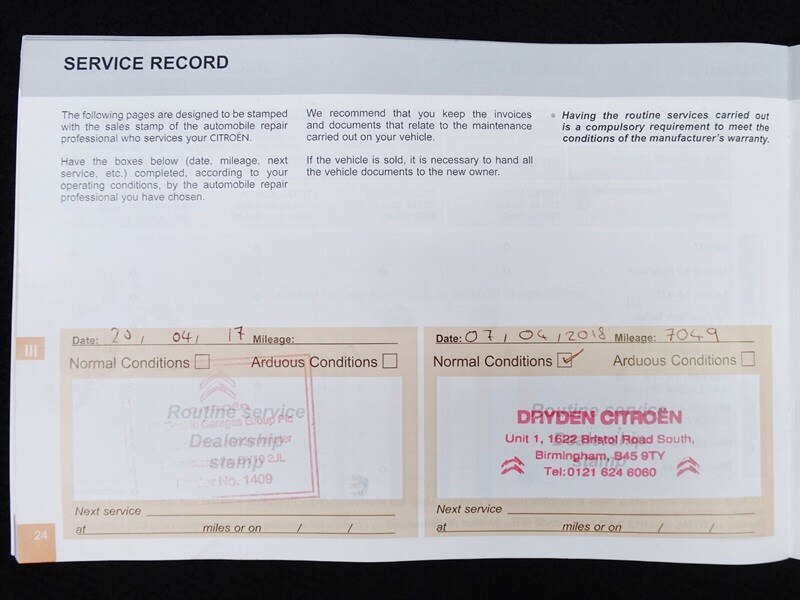 SERVICE RECORD
The following pages are designed to be stamped
with the sales stamp of the automobile repair
professional who services your CITROËN.
Have the boxes below (date, mileage, next
service, etc.) completed, according to your
operating conditions, by the automobile repair
professional you have chosen.
We recommend that you keep the invoices
and documents that relate to the maintenance
carried out on your vehicle.
If the vehicle is sold, it is necessary to hand all
the vehicle documents to the new owner.
• Having the routine services carried out
is a compulsory requirement to meet the
conditions of the manufacturer's warranty.
III
Date: 20, 04, 17 Mileage:
Normal Conditions Arduous Conditions
Routine service
Garages Group Plc
Dealership
stamp
2JL
No. 1409
Next service
at miles or on / /
Date: 07, 04, 2018 Mileage: 7049
Normal Conditions ✓ Arduous Conditions
Routine service
Dealership
stamp
DRYDEN CITROËN
Unit 1, 1622 Bristol Road South,
Birmingham, B45 9TY
Tel: 0121 624 6060
Next service
at miles or on / /
24